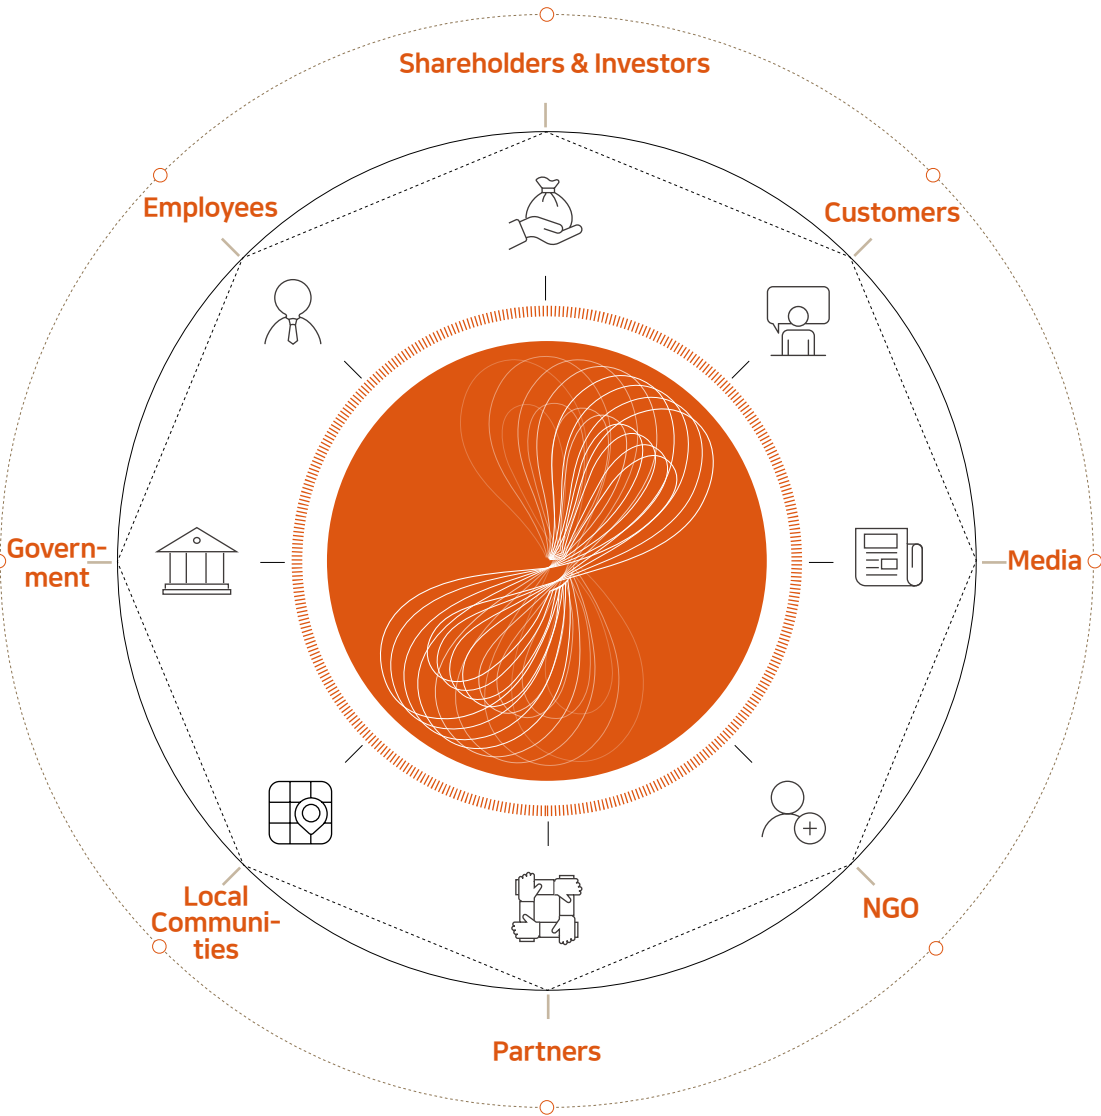 Shareholders & Investors
Employees
Customers
Govern-
ment
Media
Local
Communi-
ties
NGO
Partners